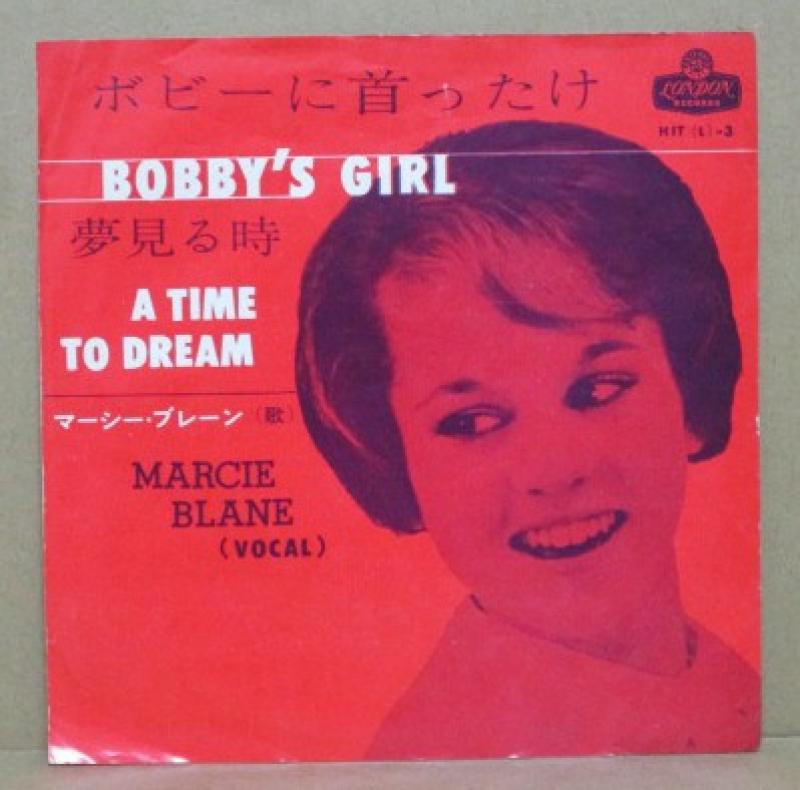 ボビーに首ったけ
LONDON
RECORDS
HIT (L)-3
BOBBY'S GIRL
夢見る時
A TIME
TO DREAM
マーシー・ブレーン (歌)
MARCIE
BLANE
(VOCAL)